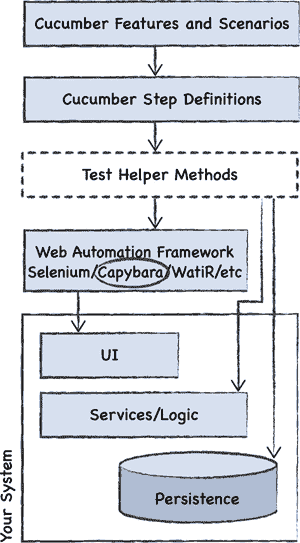 Cucumber Features and Scenarios
Cucumber Step Definitions
Test Helper Methods
Web Automation Framework
Selenium/Capybara/WatiR/etc
UI
Services/Logic
Persistence
Your System